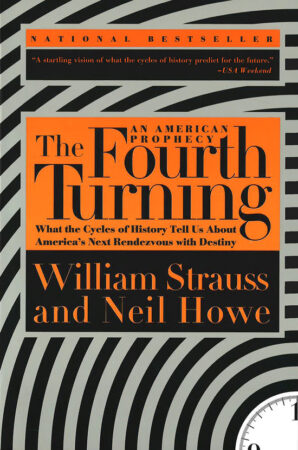 NATIONAL BESTSELLER
"A startling vision of what the cycles of history predict for the future."
–USA Weekend
AN AMERICAN
PROPHECY
The Fourth
Turning
What the Cycles of History Tell Us About
America's Next Rendezvous with Destiny
William Strauss
and Neil Howe